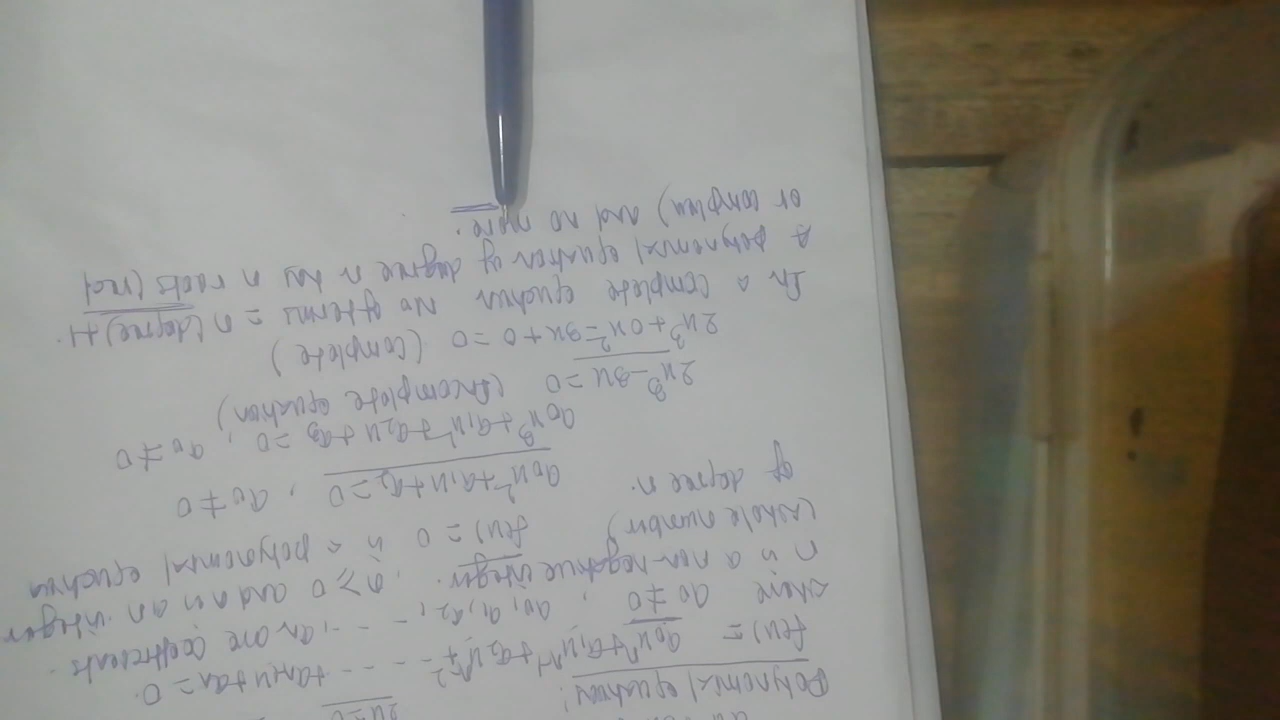 2x=0
Polynomial equation:
f(x) = a₀xⁿ + a₁xⁿ⁻¹ + a₂xⁿ⁻² + - - - + aₙ₋₁x + aₙ = 0.
where a₀ ≠ 0, a₀, a₁, a₂, - - - , aₙ are coefficients.
n is a non-negative integer. n ≥ 0 and n is an integer
(whole number) f(x) = 0 is a polynomial equation
of degree n.
a₀x² + a₁x + a₂ = 0, a₀ ≠ 0
a₀x³ + a₁x² + a₂x + a₃ = 0, a₀ ≠ 0
2x³ - 3x = 0 (Incomplete equation)
2x³ + 0x² - 3x + 0 = 0 (complete)
In a complete equation no of terms = n(degree)+1.
A polynomial equation of degree n has n roots (real
or complex) and no more.